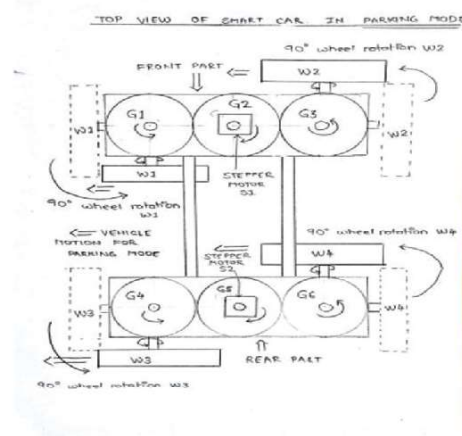 TOP VIEW OF SMART CAR IN PARKING MODE
90° wheel rotation W2
FRONT PART
W2
G1
G2
G3
W1
W2
W1
STEPPER
MOTOR
S1
90° wheel rotation
W1
90° wheel rotation W4
VEHICLE
MOTION FOR
PARKING MODE
W4
STEPPER
MOTOR
S2
G4
G5
G6
W3
W4
W3
REAR PART
90° wheel rotation W3